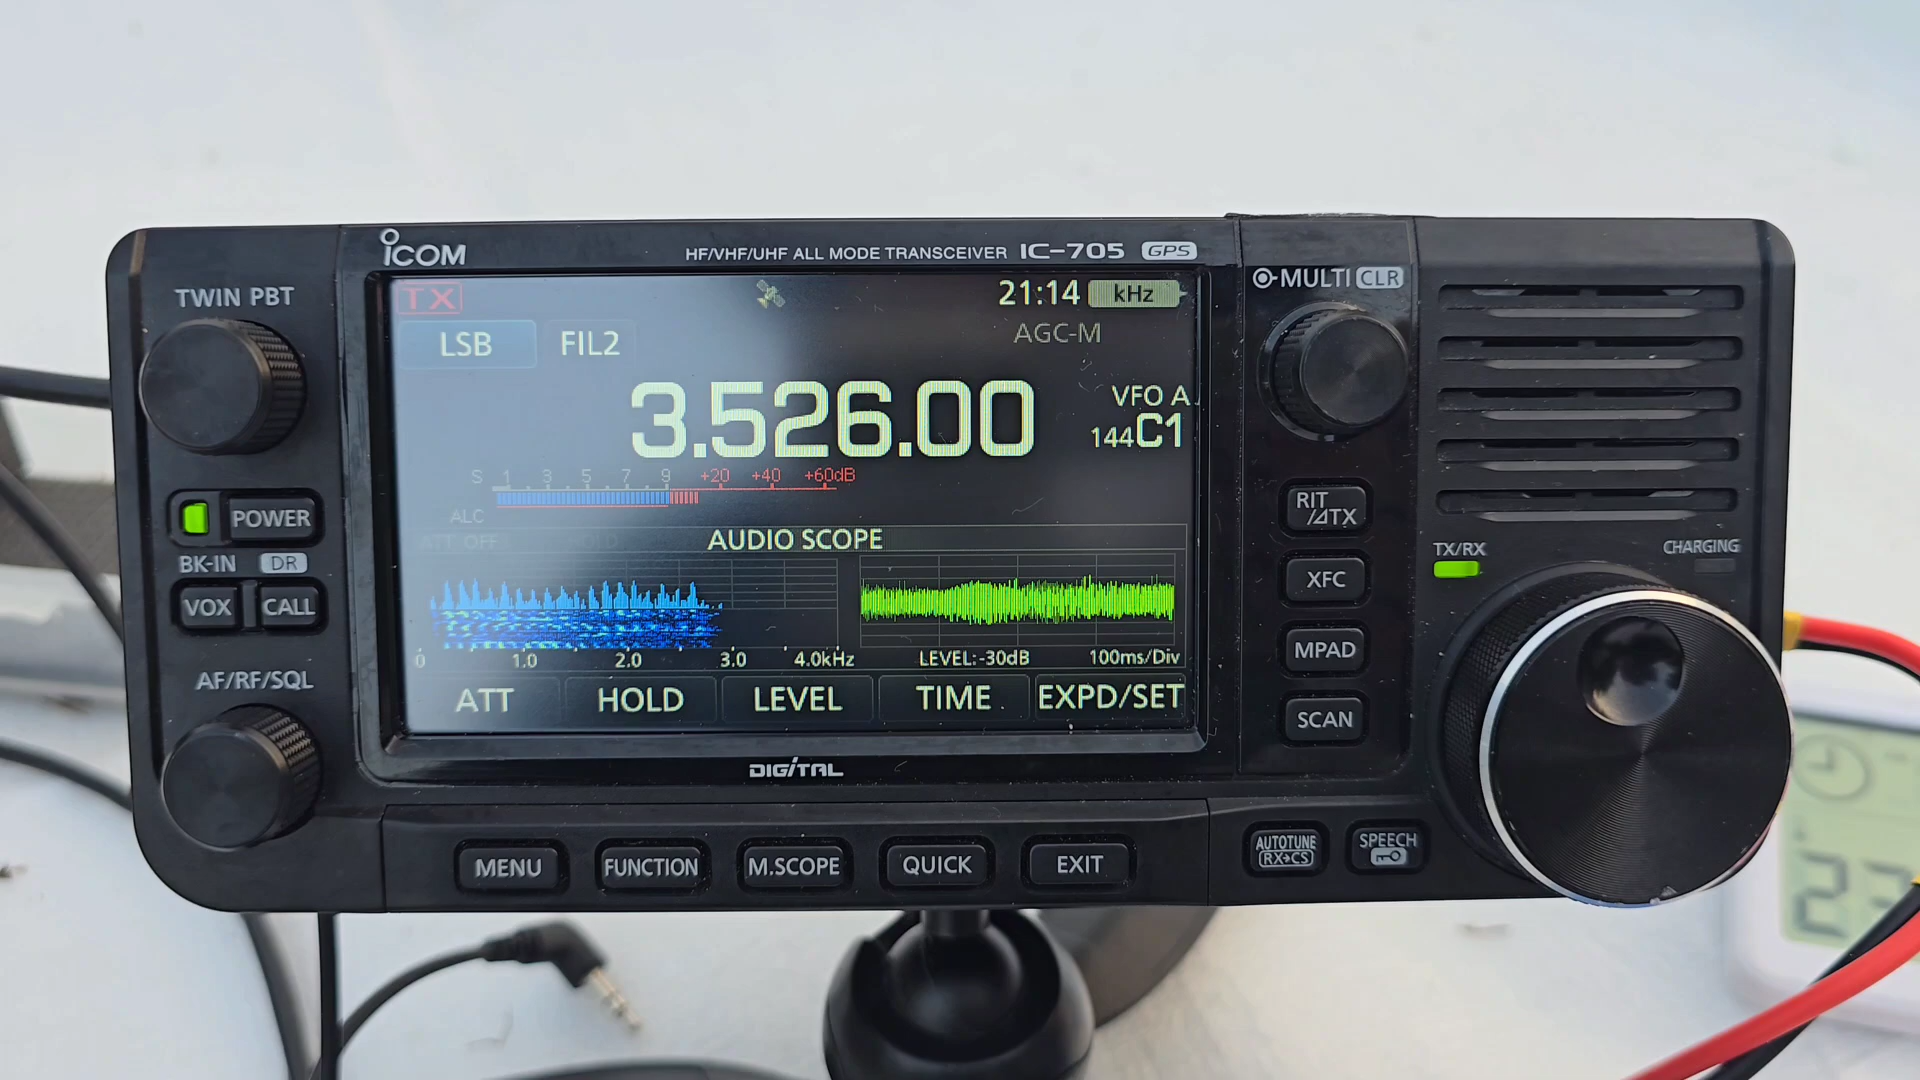 ICOM
HF/VHF/UHF ALL MODE TRANSCEIVER IC-705 GPS
TWIN PBT
MULTI CLR
TX
21:14 kHz
AGC-M
LSB FIL2
3.526.00
VFO A
144C1
S 1 3 5 7 9 +20 +40 +60dB
ALC
ATT OFF
AUDIO SCOPE
0 1.0 2.0 3.0 4.0kHz
LEVEL:-30dB 100ms/Div
ATT HOLD LEVEL TIME EXPD/SET
DIGITAL
POWER
BK-IN DR
VOX CALL
AF/RF/SQL
RIT
/⊿TX
XFC
MPAD
SCAN
TX/RX
CHARGING
MENU FUNCTION M.SCOPE QUICK EXIT
AUTOTUNE
RX→CS
SPEECH